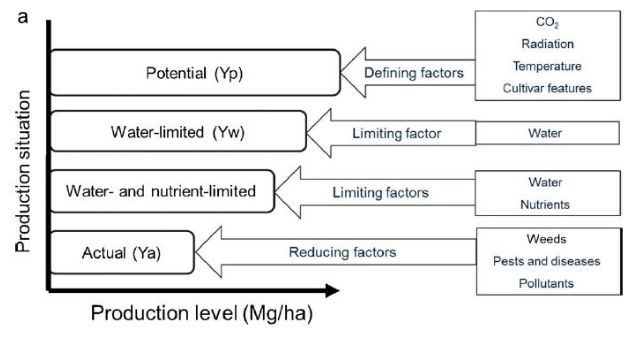 a
Production situation
Potential (Yp)
Defining factors
CO₂
Radiation
Temperature
Cultivar features
Water-limited (Yw)
Limiting factor
Water
Water- and nutrient-limited
Limiting factors
Water
Nutrients
Actual (Ya)
Reducing factors
Weeds
Pests and diseases
Pollutants
Production level (Mg/ha)